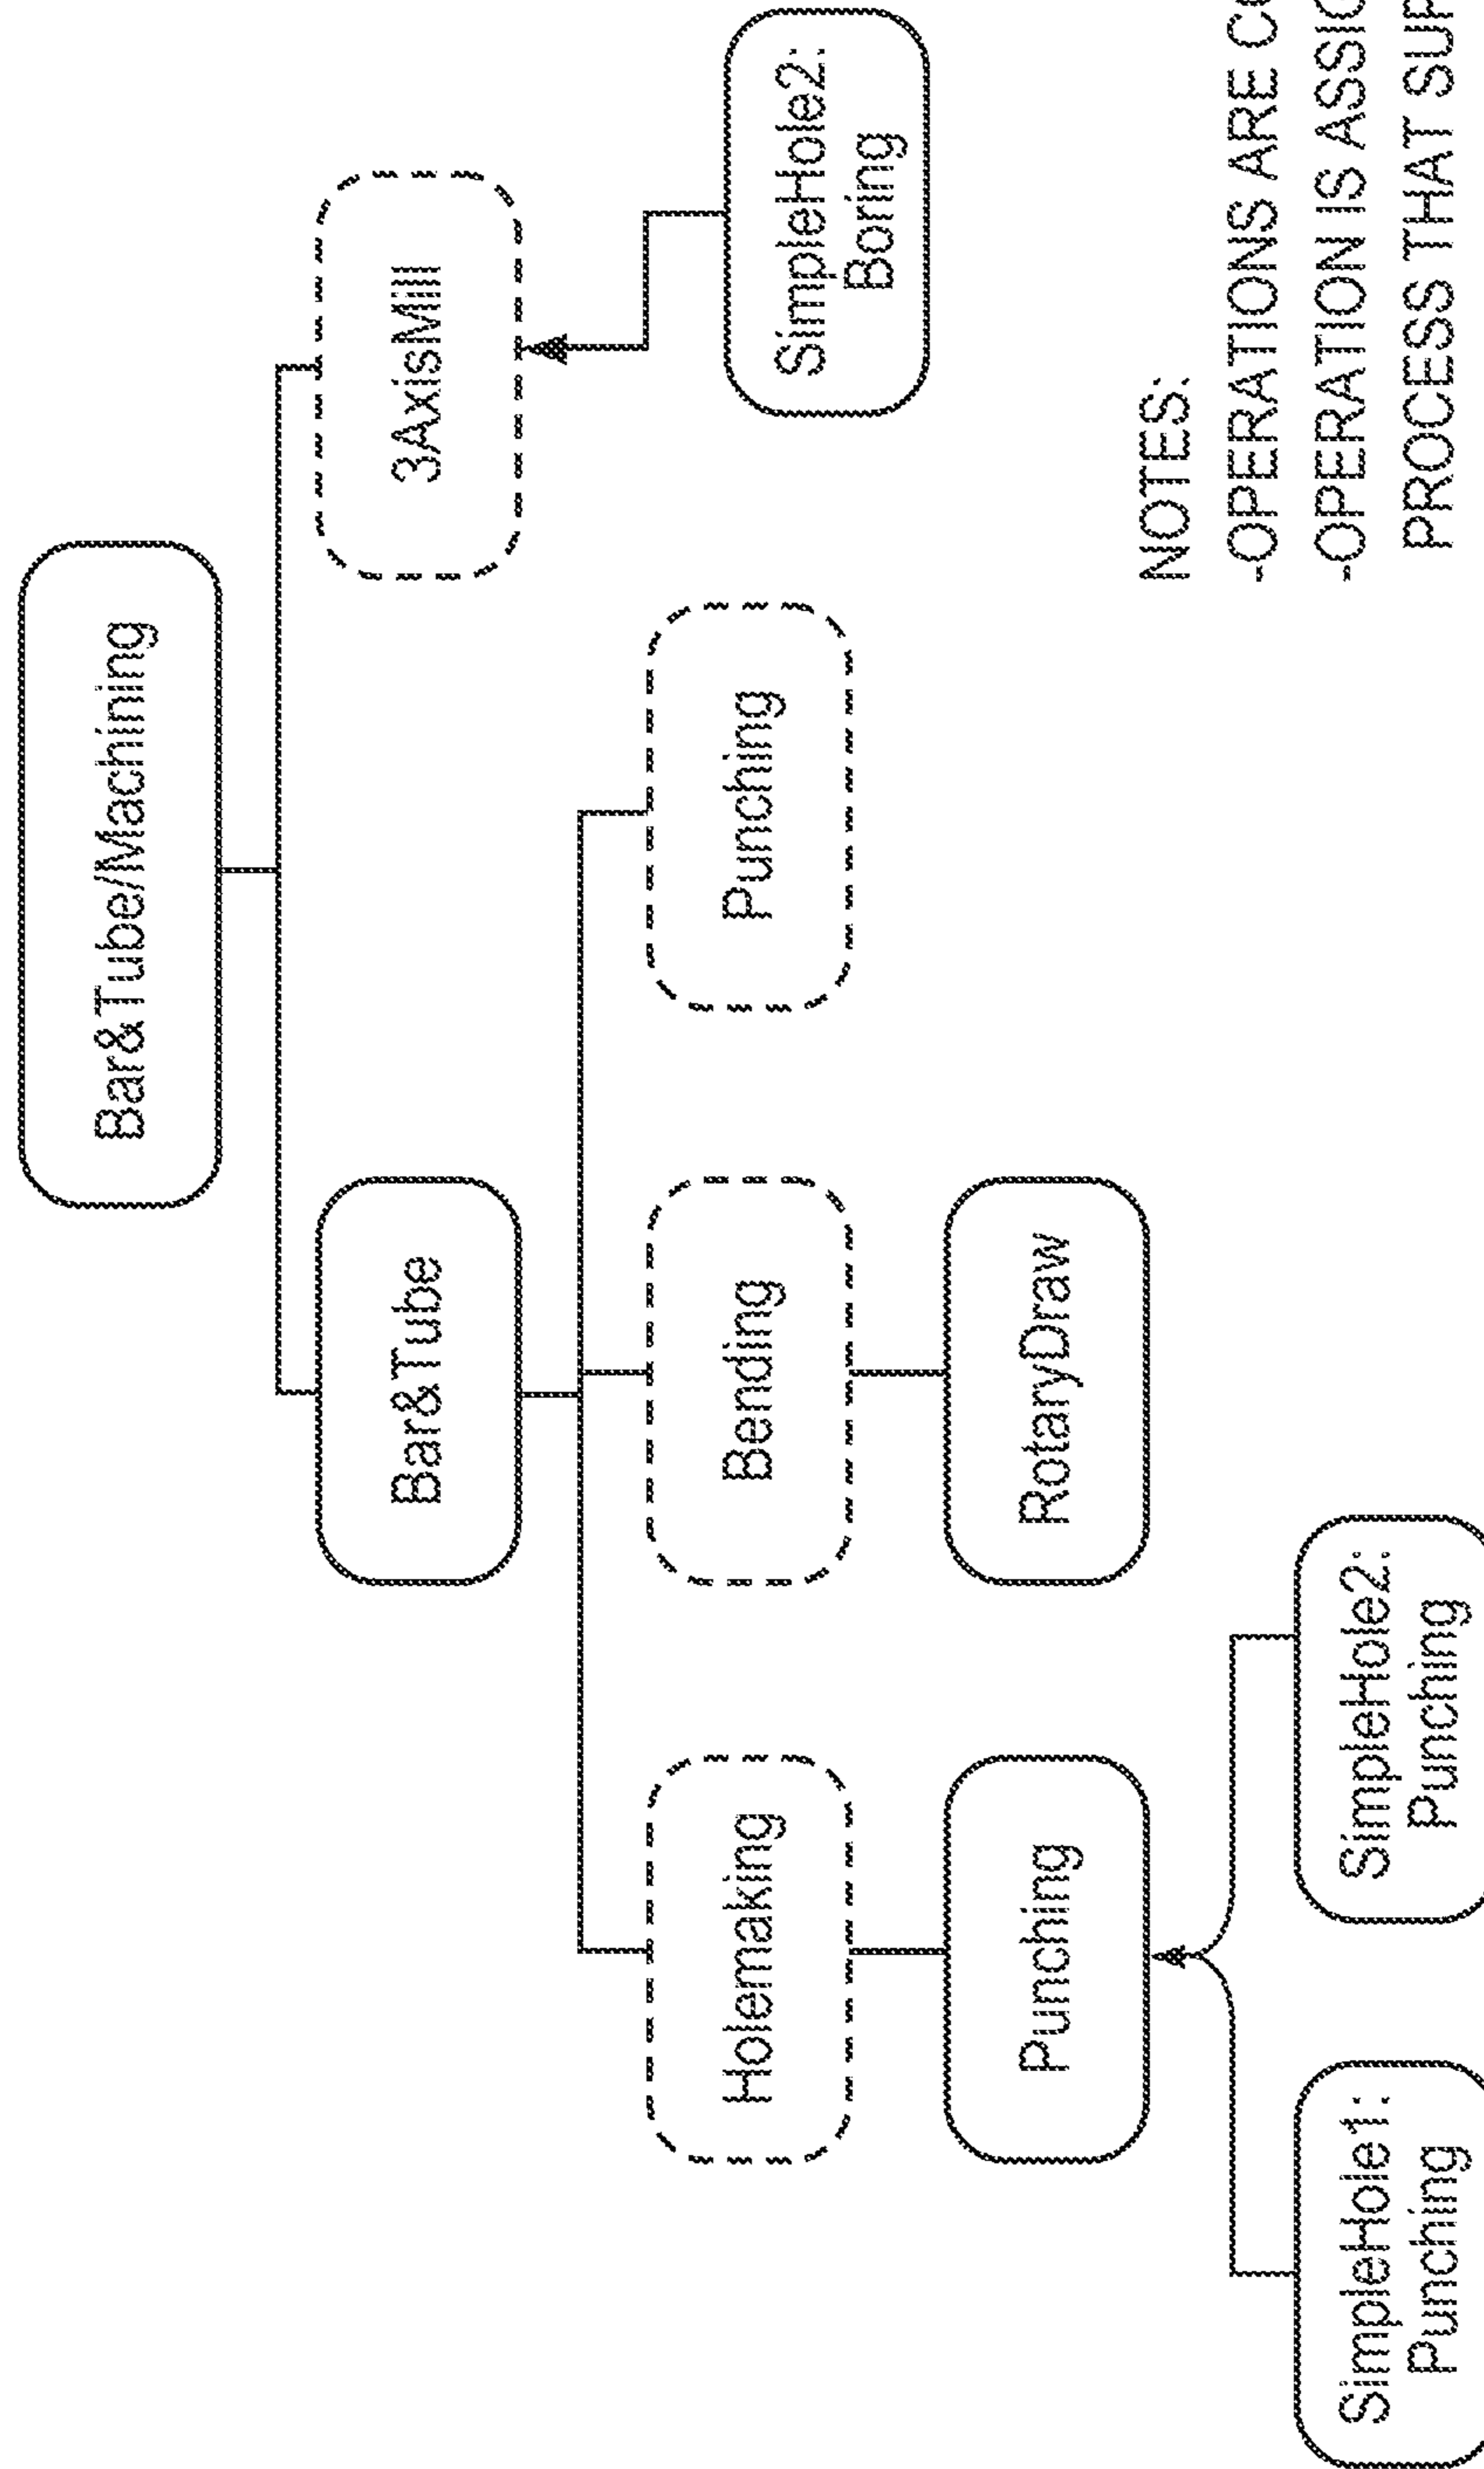 Bar&Tube/Machining
Bar&Tube
3AxisMill
Holemaking
Bending
Punching
SimpleHole2:
Boring
Punching
RotaryDraw
SimpleHole1:
Punching
SimpleHole2:
Punching
NOTES:
-OPERATIONS ARE
-OPERATION IS
PROCESS THAT